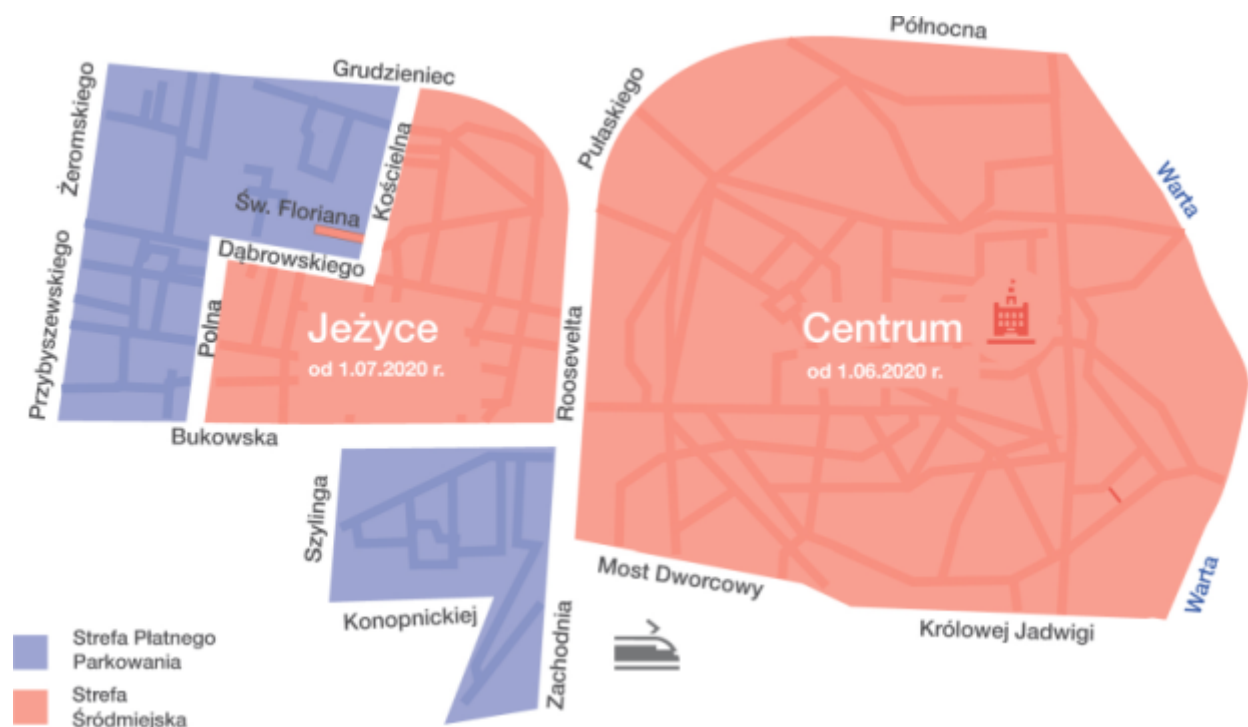 Północna
Grudzieniec
Żeromskiego
Pułaskiego
Kościelna
Warta
Św. Floriana
Dąbrowskiego
Przybyszewskiego
Polna
Jeżyce
od 1.07.2020 r.
Roosevelta
Centrum
od 1.06.2020 r.
Bukowska
Szylinga
Most Dworcowy
Warta
Konopnickiej
Zachodnia
Królowej Jadwigi
Strefa Płatnego
Parkowania
Strefa
Śródmiejska